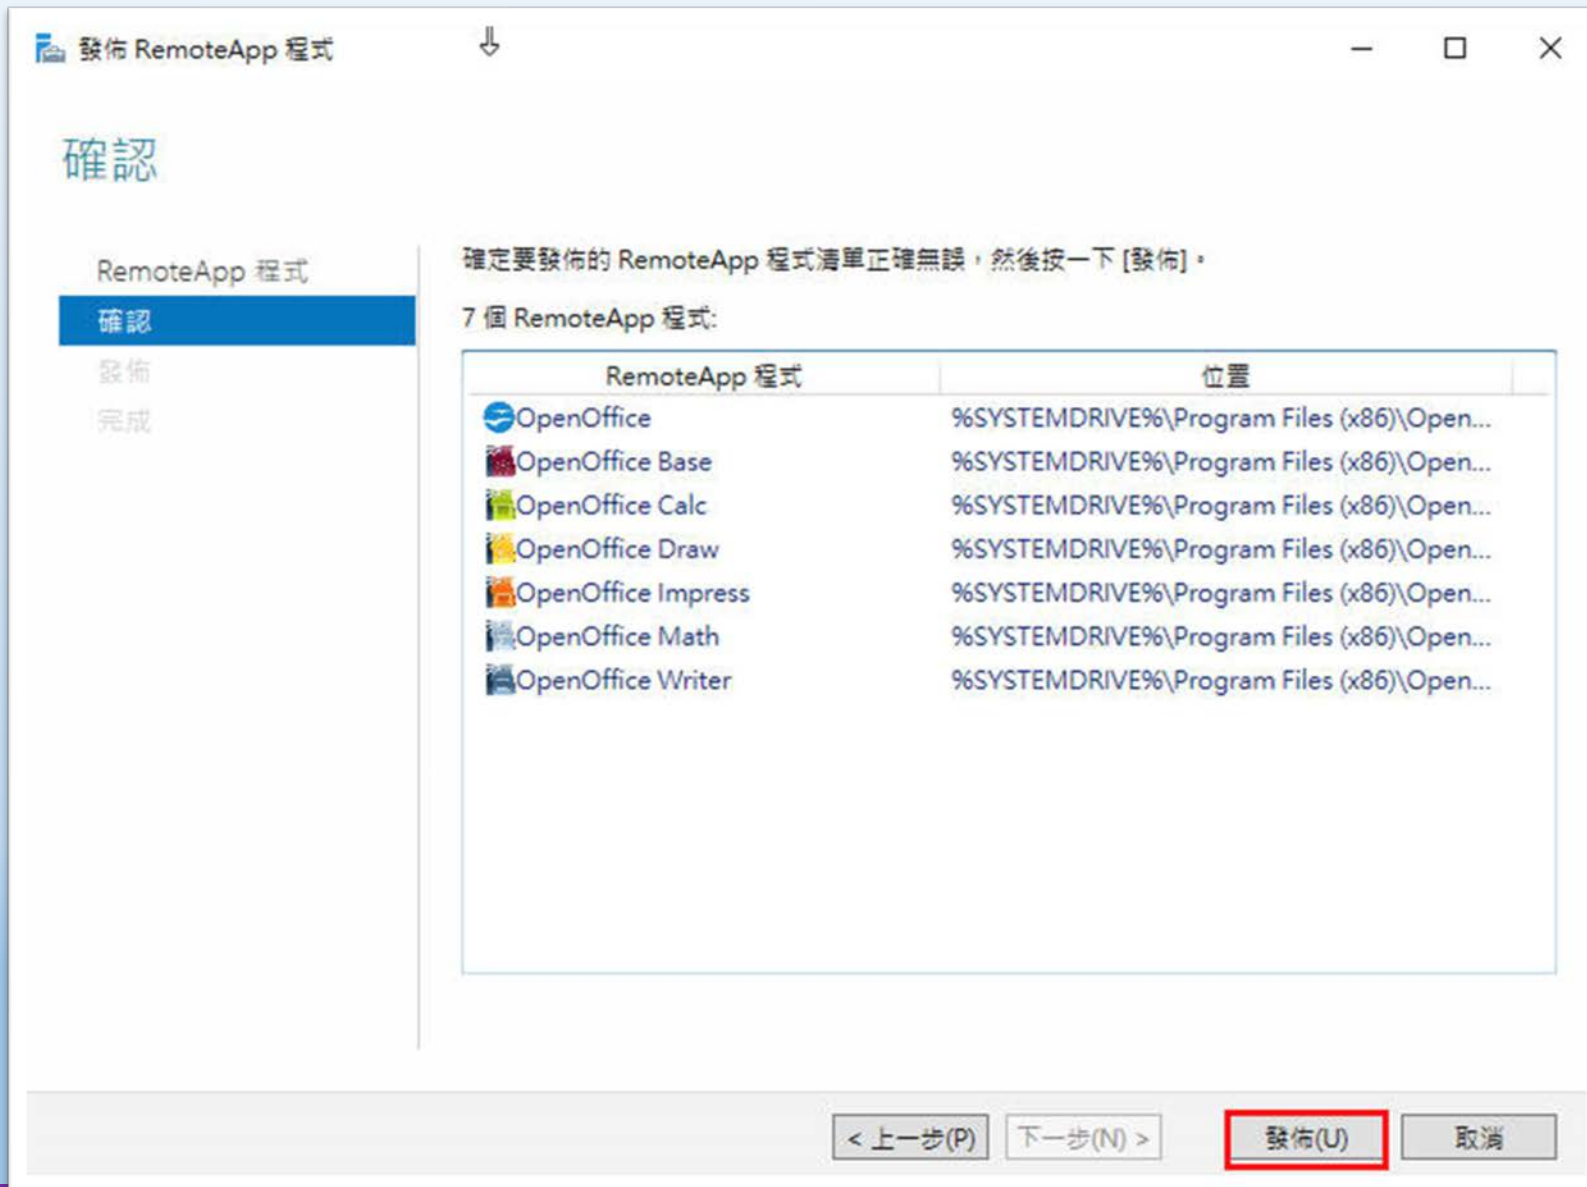 發佈 RemoteApp 程式
確認
RemoteApp 程式
確認
發佈
完成
確定要發佈的 RemoteApp 程式清單正確無誤，然後按一下 [發佈]。
7 個 RemoteApp 程式:
RemoteApp 程式 位置
OpenOffice %SYSTEMDRIVE%\Program Files (x86)\Open...
OpenOffice Base %SYSTEMDRIVE%\Program Files (x86)\Open...
OpenOffice Calc %SYSTEMDRIVE%\Program Files (x86)\Open...
OpenOffice Draw %SYSTEMDRIVE%\Program Files (x86)\Open...
OpenOffice Impress %SYSTEMDRIVE%\Program Files (x86)\Open...
OpenOffice Math %SYSTEMDRIVE%\Program Files (x86)\Open...
OpenOffice Writer %SYSTEMDRIVE%\Program Files (x86)\Open...
< 上一步(P) 下一步(N) > 發佈(U) 取消